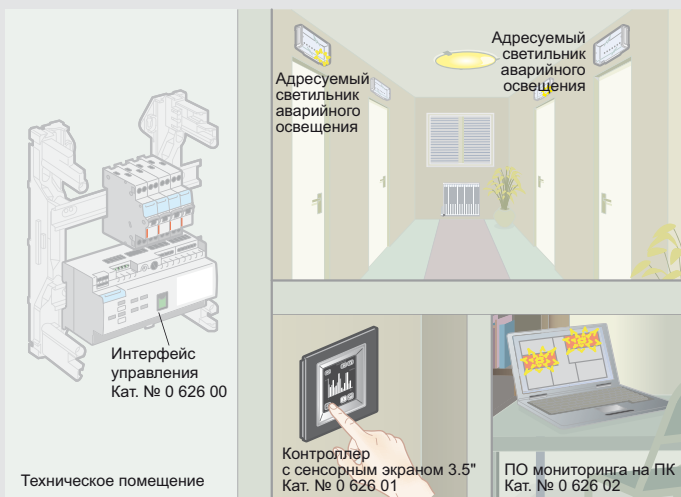 Адресуемый
светильник
аварийного
освещения
Адресуемый
светильник
аварийного
освещения
Интерфейс
управления
Кат. № 0 626 00
Техническое помещение
Контроллер
с сенсорным экраном 3.5"
Кат. № 0 626 01
ПО мониторинга на ПК
Кат. № 0 626 02